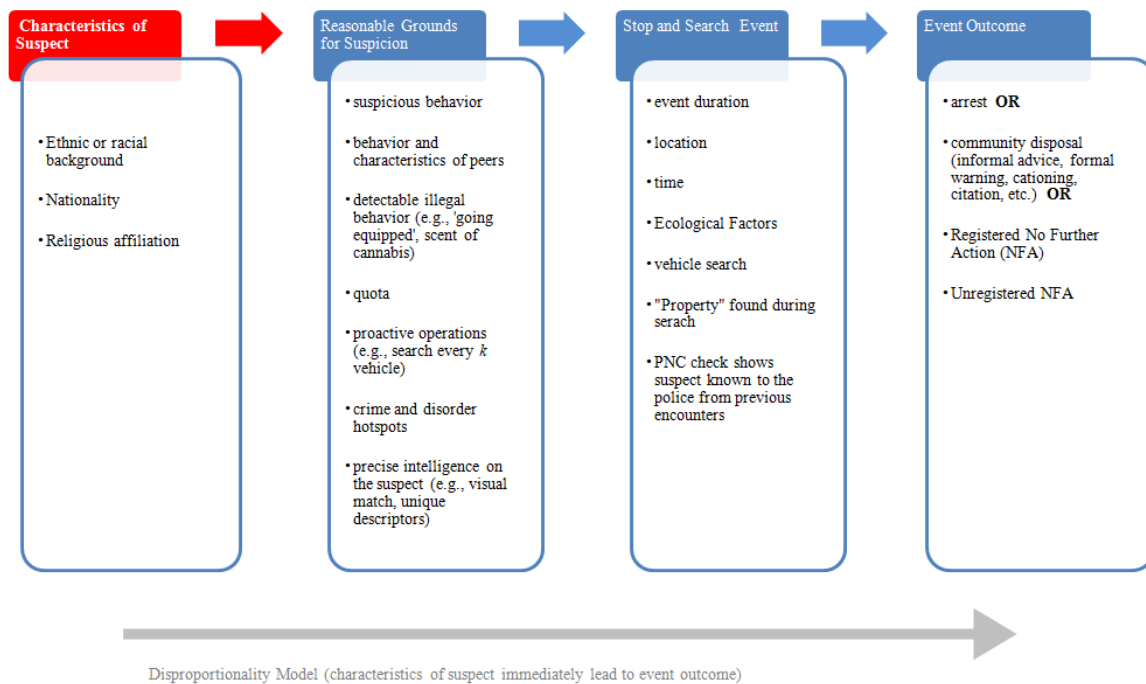 Characteristics of
Suspect
• Ethnic or racial
background
• Nationality
• Religious affiliation
Reasonable Grounds
for Suspicion
• suspicious behavior
• behavior and
characteristics of peers
• detectable illegal
behavior (e.g., 'going
equipped', scent of
cannabis)
• quota
• proactive operations
(e.g., search every k
vehicle)
• crime and disorder
hotspots
• precise intelligence on
the suspect (e.g., visual
match, unique
descriptors)
Stop and Search Event
• event duration
• location
• time
• Ecological Factors
• vehicle search
• "Property" found during
serach
• PNC check shows
suspect known to the
police from previous
encounters
Event Outcome
• arrest OR
• community disposal
(informal advice, formal
warning, cationing,
citation, etc.) OR
• Registered No Further
Action (NFA)
• Unregistered NFA
Disproportionality Model (characteristics of suspect immediately lead to event outcome)